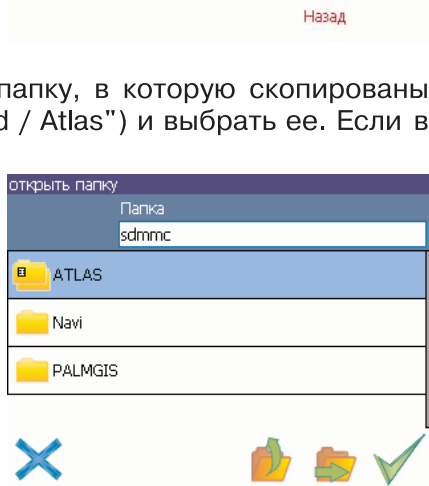 Назад
папку, в которую скопированы
d / Atlas") и выбрать ее. Если в
открыть папку
Папка
sdmmc
ATLAS
Navi
PALMGIS